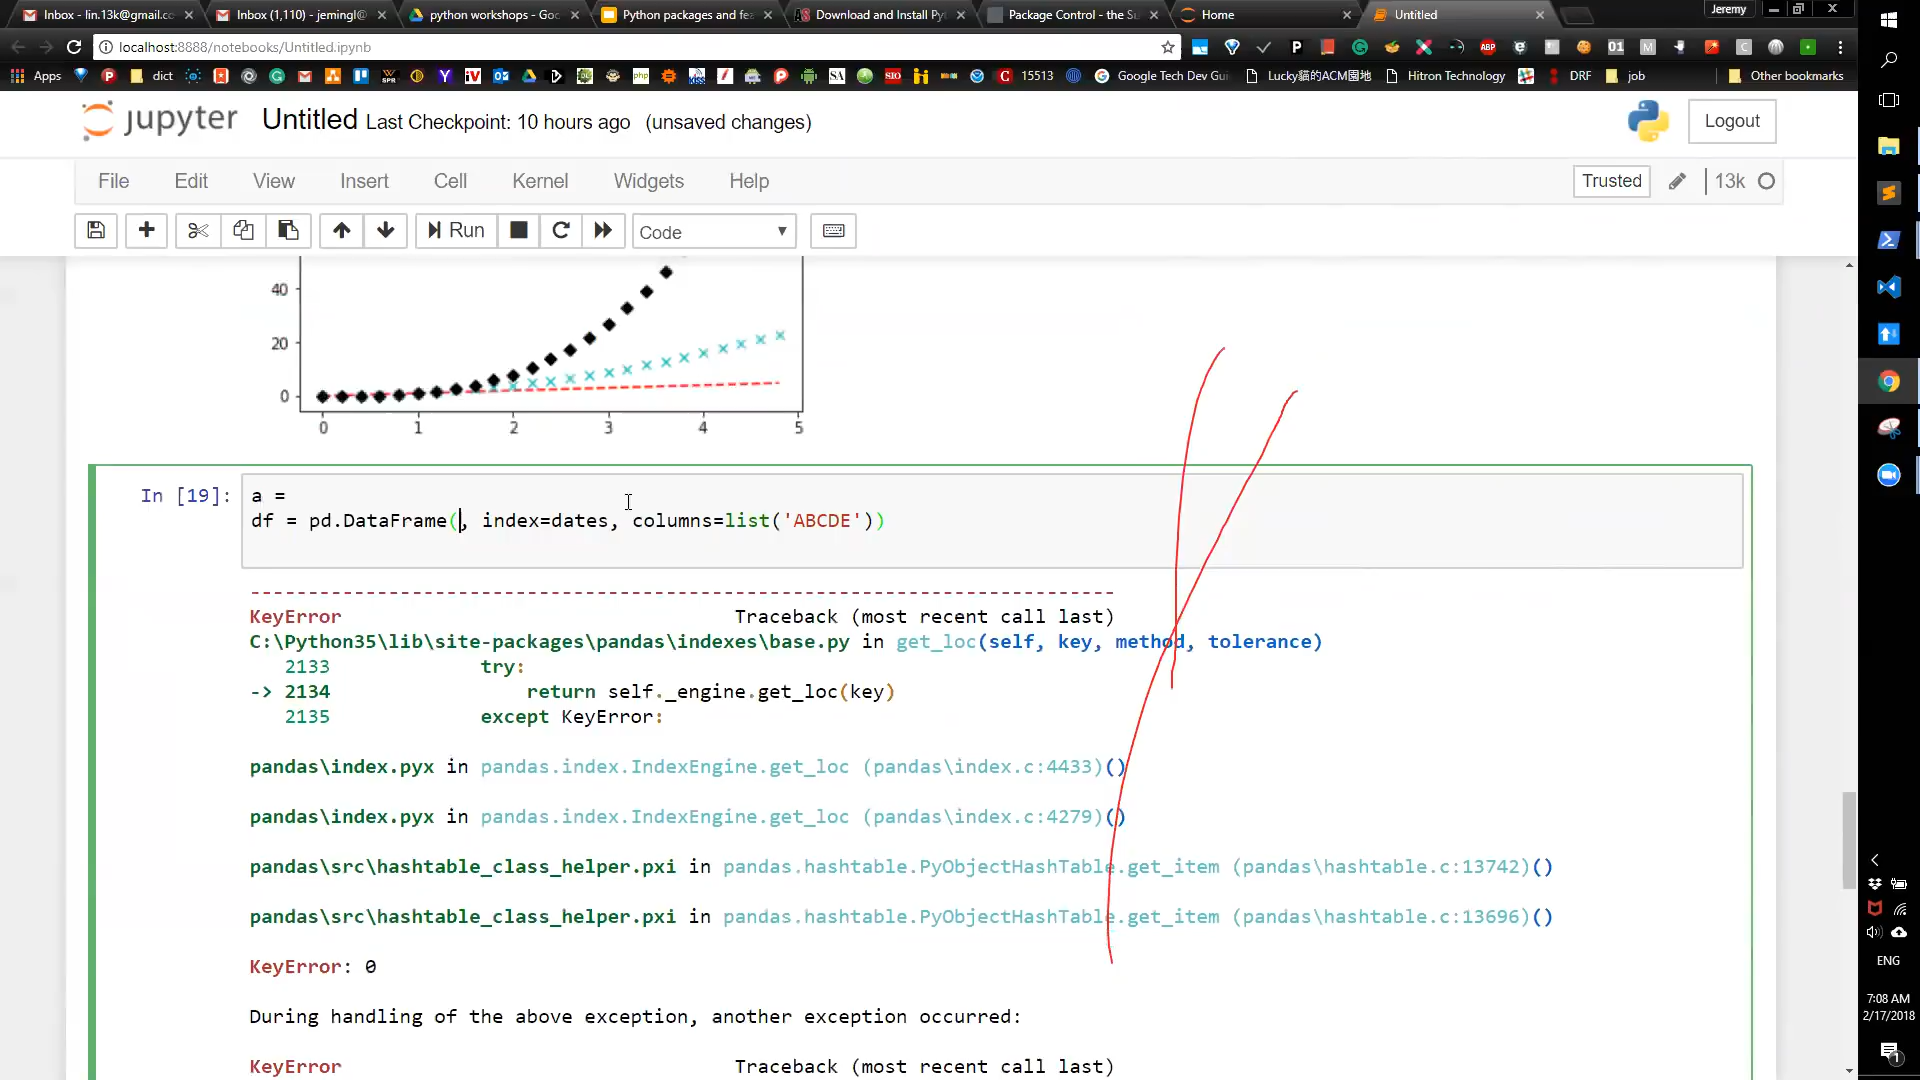 Inbox - lin.13k@gmail.co
Inbox (1,110) - jemingl@
python workshops - Goo
Python packages and fea
Download and Install Py
Package Control - the Su
Home
Untitled
Jeremy
localhost:8888/notebooks/Untitled.ipynb
Apps
dict
15513
Google Tech Dev Gui
Lucky貓的ACM園地
Hitron Technology
DRF
job
Other bookmarks
jupyter Untitled Last Checkpoint: 10 hours ago (unsaved changes)
Logout
File Edit View Insert Cell Kernel Widgets Help
Trusted
13k
Run
Code
40
20
0
0 1 2 3 4 5
In [19]:
a =
df = pd.DataFrame(, index=dates, columns=list('ABCDE'))
---------------------------------------------------------------------------
KeyError Traceback (most recent call last)
C:\Python35\lib\site-packages\pandas\indexes\base.py in get_loc(self, key, method, tolerance)
2133 try:
-> 2134 return self._engine.get_loc(key)
2135 except KeyError:
pandas\index.pyx in pandas.index.IndexEngine.get_loc (pandas\index.c:4433)()
pandas\index.pyx in pandas.index.IndexEngine.get_loc (pandas\index.c:4279)()
pandas\src\hashtable_class_helper.pxi in pandas.hashtable.PyObjectHashTable.get_item (pandas\hashtable.c:13742)()
pandas\src\hashtable_class_helper.pxi in pandas.hashtable.PyObjectHashTable.get_item (pandas\hashtable.c:13696)()
KeyError: 0
During handling of the above exception, another exception occurred:
KeyError Traceback (most recent call last)
ENG
7:08 AM
2/17/2018